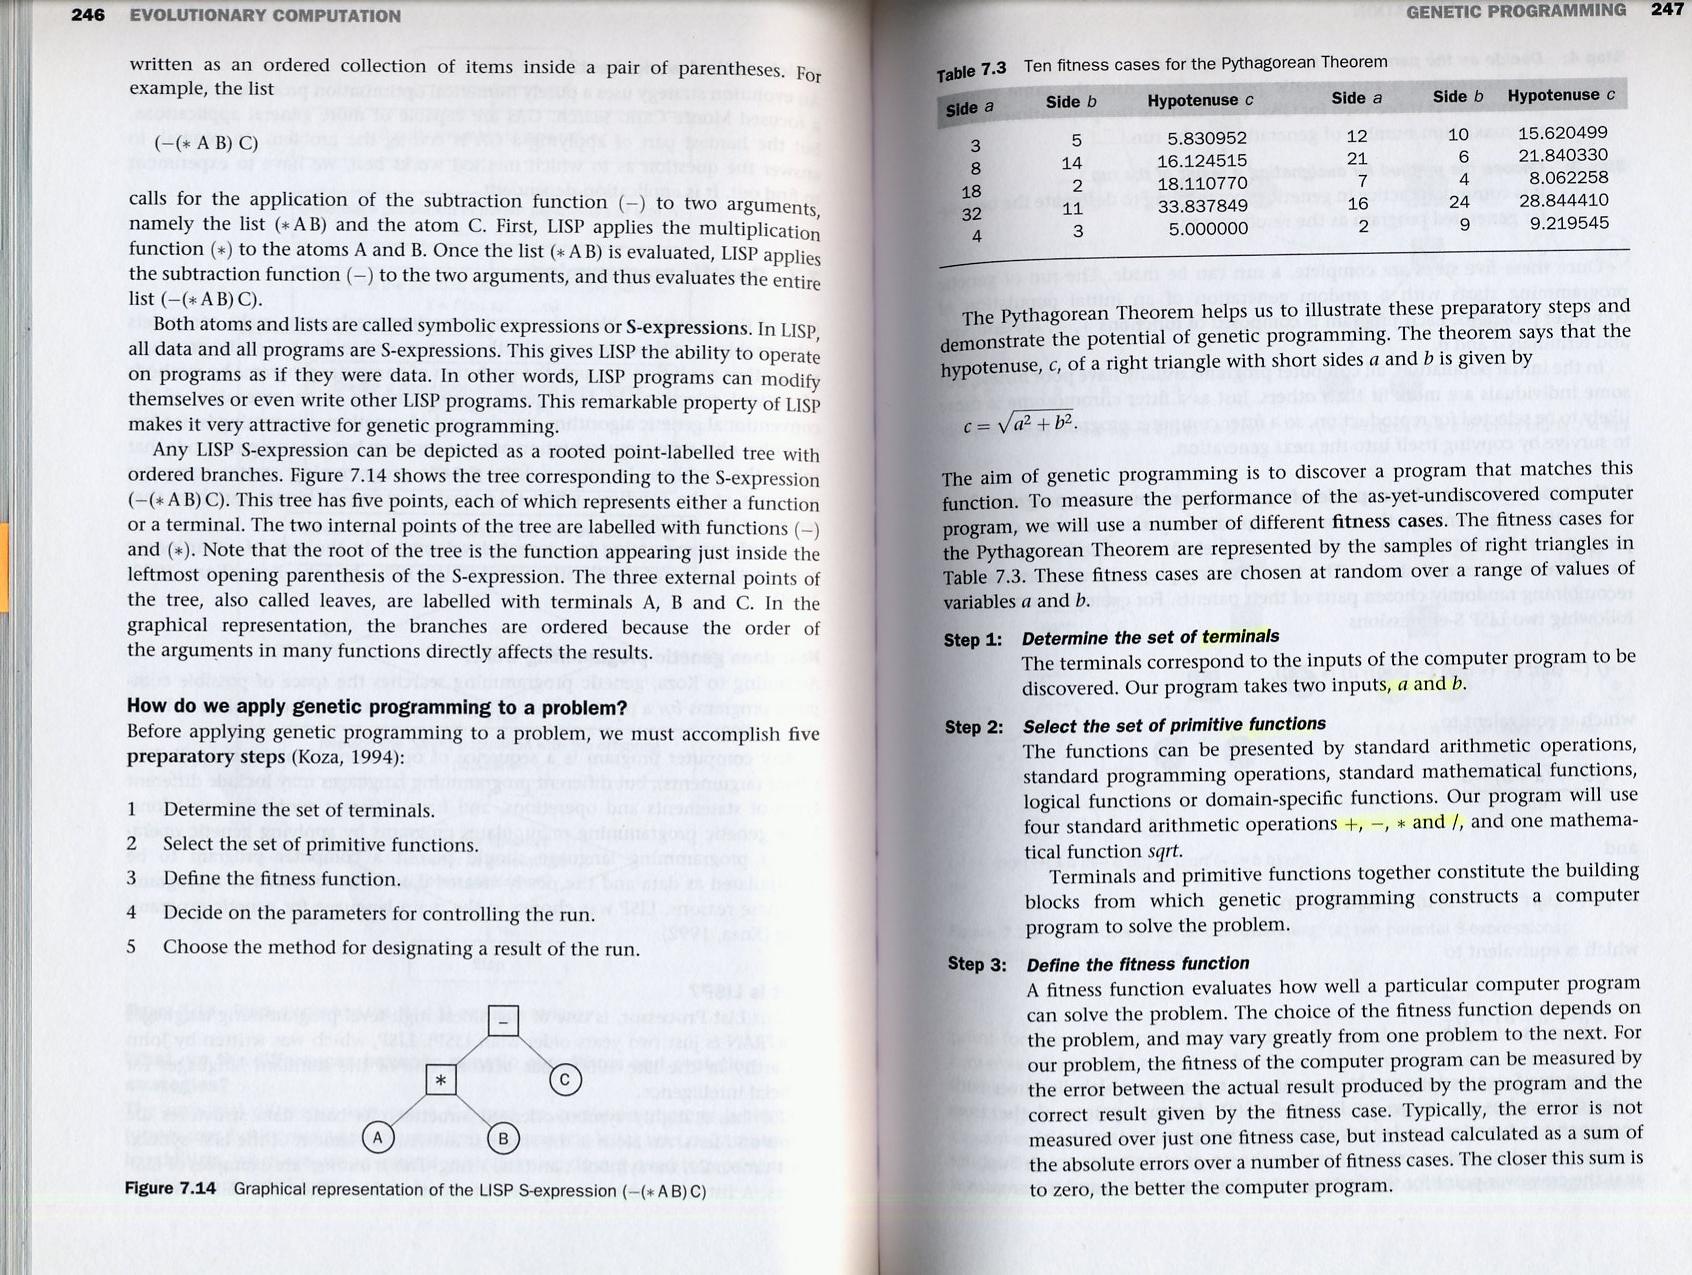 246 EVOLUTIONARY COMPUTATION
written as an ordered collection of items inside a pair of parentheses. For
example, the list
(−(∗ A B) C)
calls for the application of the subtraction function (−) to two arguments,
namely the list (∗ A B) and the atom C. First, LISP applies the multiplication
function (∗) to the atoms A and B. Once the list (∗ A B) is evaluated, LISP applies
the subtraction function (−) to the two arguments, and thus evaluates the entire
list (−(∗ A B) C).
Both atoms and lists are called symbolic expressions or S-expressions. In LISP,
all data and all programs are S-expressions. This gives LISP the ability to operate
on programs as if they were data. In other words, LISP programs can modify
themselves or even write other LISP programs. This remarkable property of LISP
makes it very attractive for genetic programming.
Any LISP S-expression can be depicted as a rooted point-labelled tree with
ordered branches. Figure 7.14 shows the tree corresponding to the S-expression
(−(∗ A B) C). This tree has five points, each of which represents either a function
or a terminal. The two internal points of the tree are labelled with functions (−)
and (∗). Note that the root of the tree is the function appearing just inside the
leftmost opening parenthesis of the S-expression. The three external points of
the tree, also called leaves, are labelled with terminals A, B and C. In the
graphical representation, the branches are ordered because the order of
the arguments in many functions directly affects the results.
How do we apply genetic programming to a problem?
Before applying genetic programming to a problem, we must accomplish five
preparatory steps (Koza, 1994):
1 Determine the set of terminals.
2 Select the set of primitive functions.
3 Define the fitness function.
4 Decide on the parameters for controlling the run.
5 Choose the method for designating a result of the run.
−
∗ C
A B
Figure 7.14 Graphical representation of the LISP S-expression (−(∗ A B) C)
GENETIC PROGRAMMING 247
Table 7.3 Ten fitness cases for the Pythagorean Theorem
Side a Side b Hypotenuse c Side a Side b Hypotenuse c
3 5 5.830952 12 10 15.620499
8 14 16.124515 21 6 21.840330
18 2 18.110770 7 4 8.062258
32 11 33.837849 16 24 28.844410
4 3 5.000000 2 9 9.219545
The Pythagorean Theorem helps us to illustrate these preparatory steps and
demonstrate the potential of genetic programming. The theorem says that the
hypotenuse, c, of a right triangle with short sides a and b is given by
c = √a² + b².
The aim of genetic programming is to discover a program that matches this
function. To measure the performance of the as-yet-undiscovered computer
program, we will use a number of different fitness cases. The fitness cases for
the Pythagorean Theorem are represented by the samples of right triangles in
Table 7.3. These fitness cases are chosen at random over a range of values of
variables a and b.
Step 1: Determine the set of terminals
The terminals correspond to the inputs of the computer program to be
discovered. Our program takes two inputs, a and b.
Step 2: Select the set of primitive functions
The functions can be presented by standard arithmetic operations,
standard programming operations, standard mathematical functions,
logical functions or domain-specific functions. Our program will use
four standard arithmetic operations +, −, ∗ and /, and one mathema-
tical function sqrt.
Terminals and primitive functions together constitute the building
blocks from which genetic programming constructs a computer
program to solve the problem.
Step 3: Define the fitness function
A fitness function evaluates how well a particular computer program
can solve the problem. The choice of the fitness function depends on
the problem, and may vary greatly from one problem to the next. For
our problem, the fitness of the computer program can be measured by
the error between the actual result produced by the program and the
correct result given by the fitness case. Typically, the error is not
measured over just one fitness case, but instead calculated as a sum of
the absolute errors over a number of fitness cases. The closer this sum is
to zero, the better the computer program.